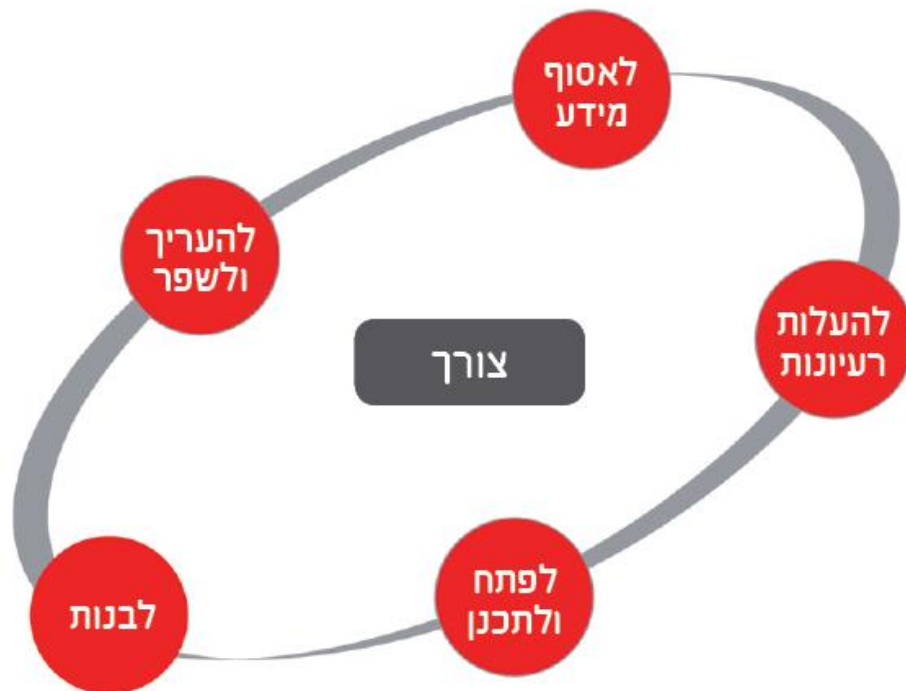 לאסוף
מידע
להעלות
רעיונות
לפתח
ולתכנן
לבנות
להעריך
ולשפר
צורך